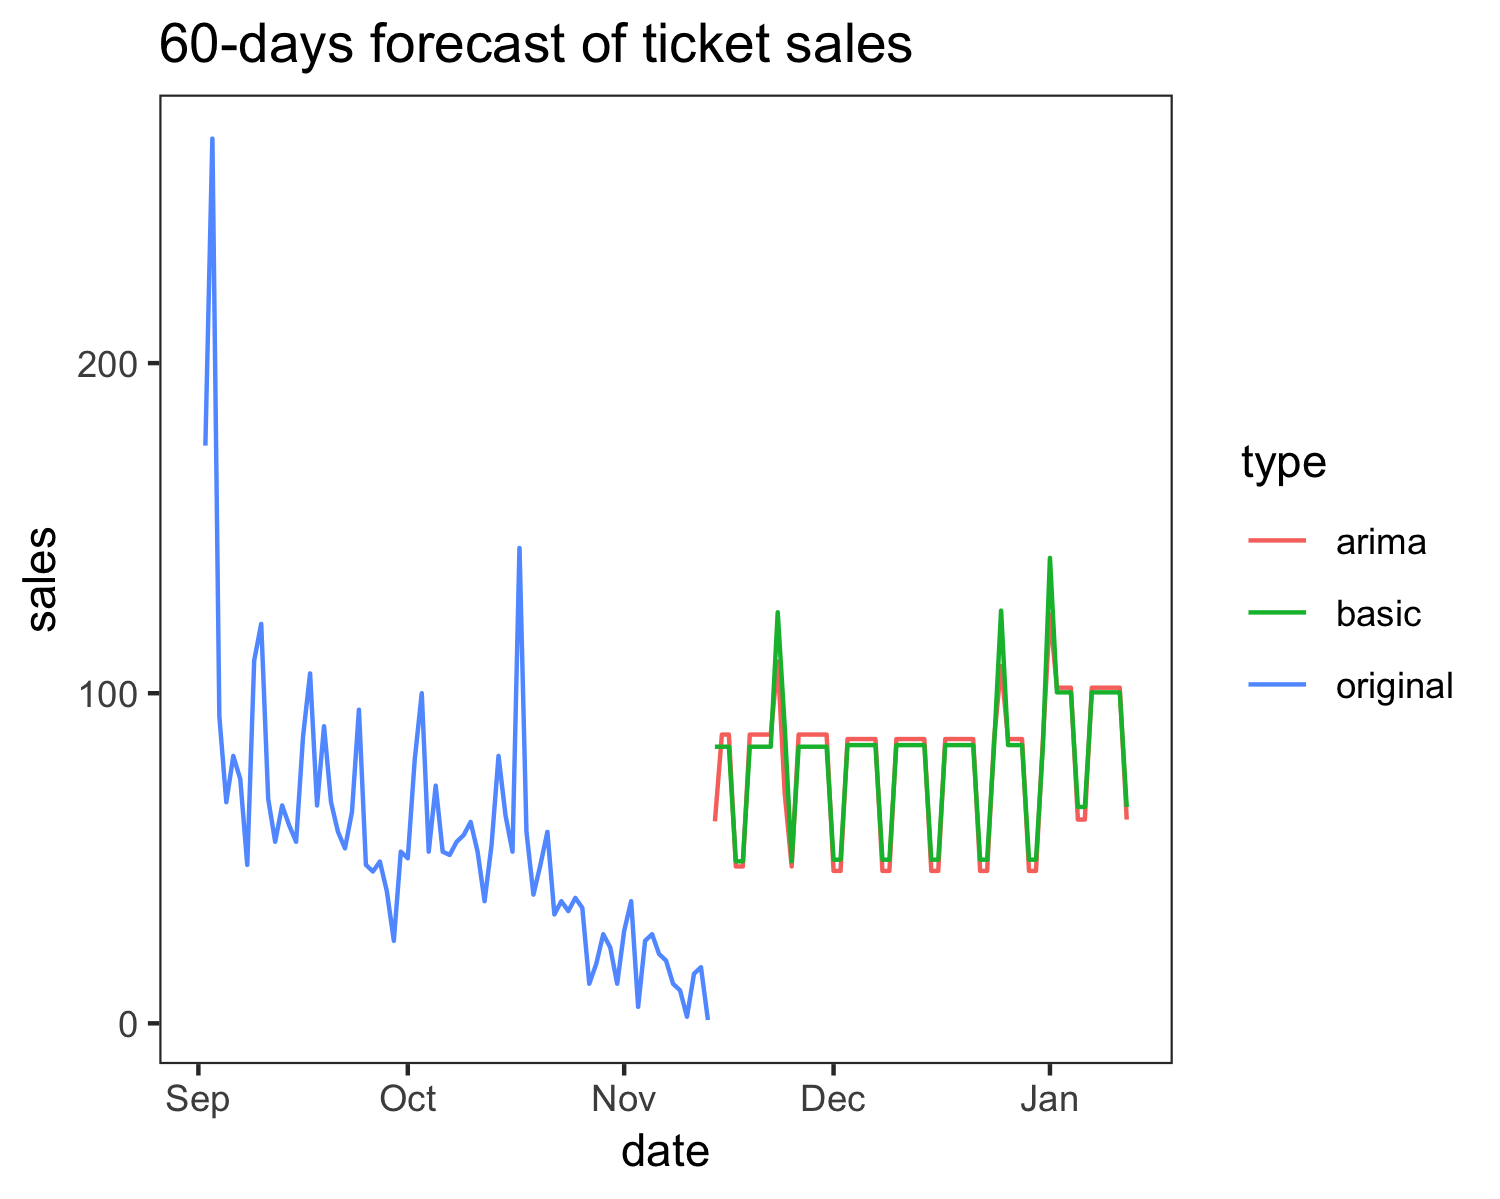 60-days forecast of ticket sales
sales
200
100
0
Sep Oct Nov Dec Jan
date
type
arima
basic
original